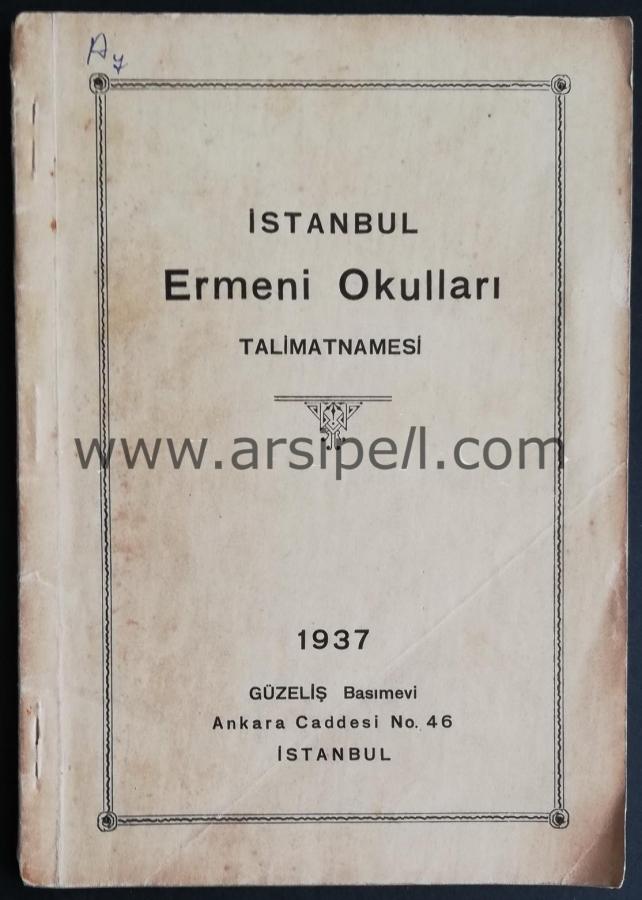 A7
İSTANBUL
Ermeni Okulları
TALİMATNAMESİ
www.arsipell.com
1937
GÜZELİŞ Basımevi
Ankara Caddesi No. 46
İSTANBUL